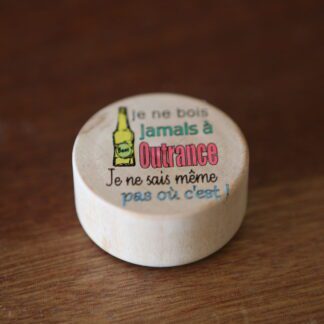 Je ne bois
jamais à
Outrance
Je ne sais même
pas où c'est !